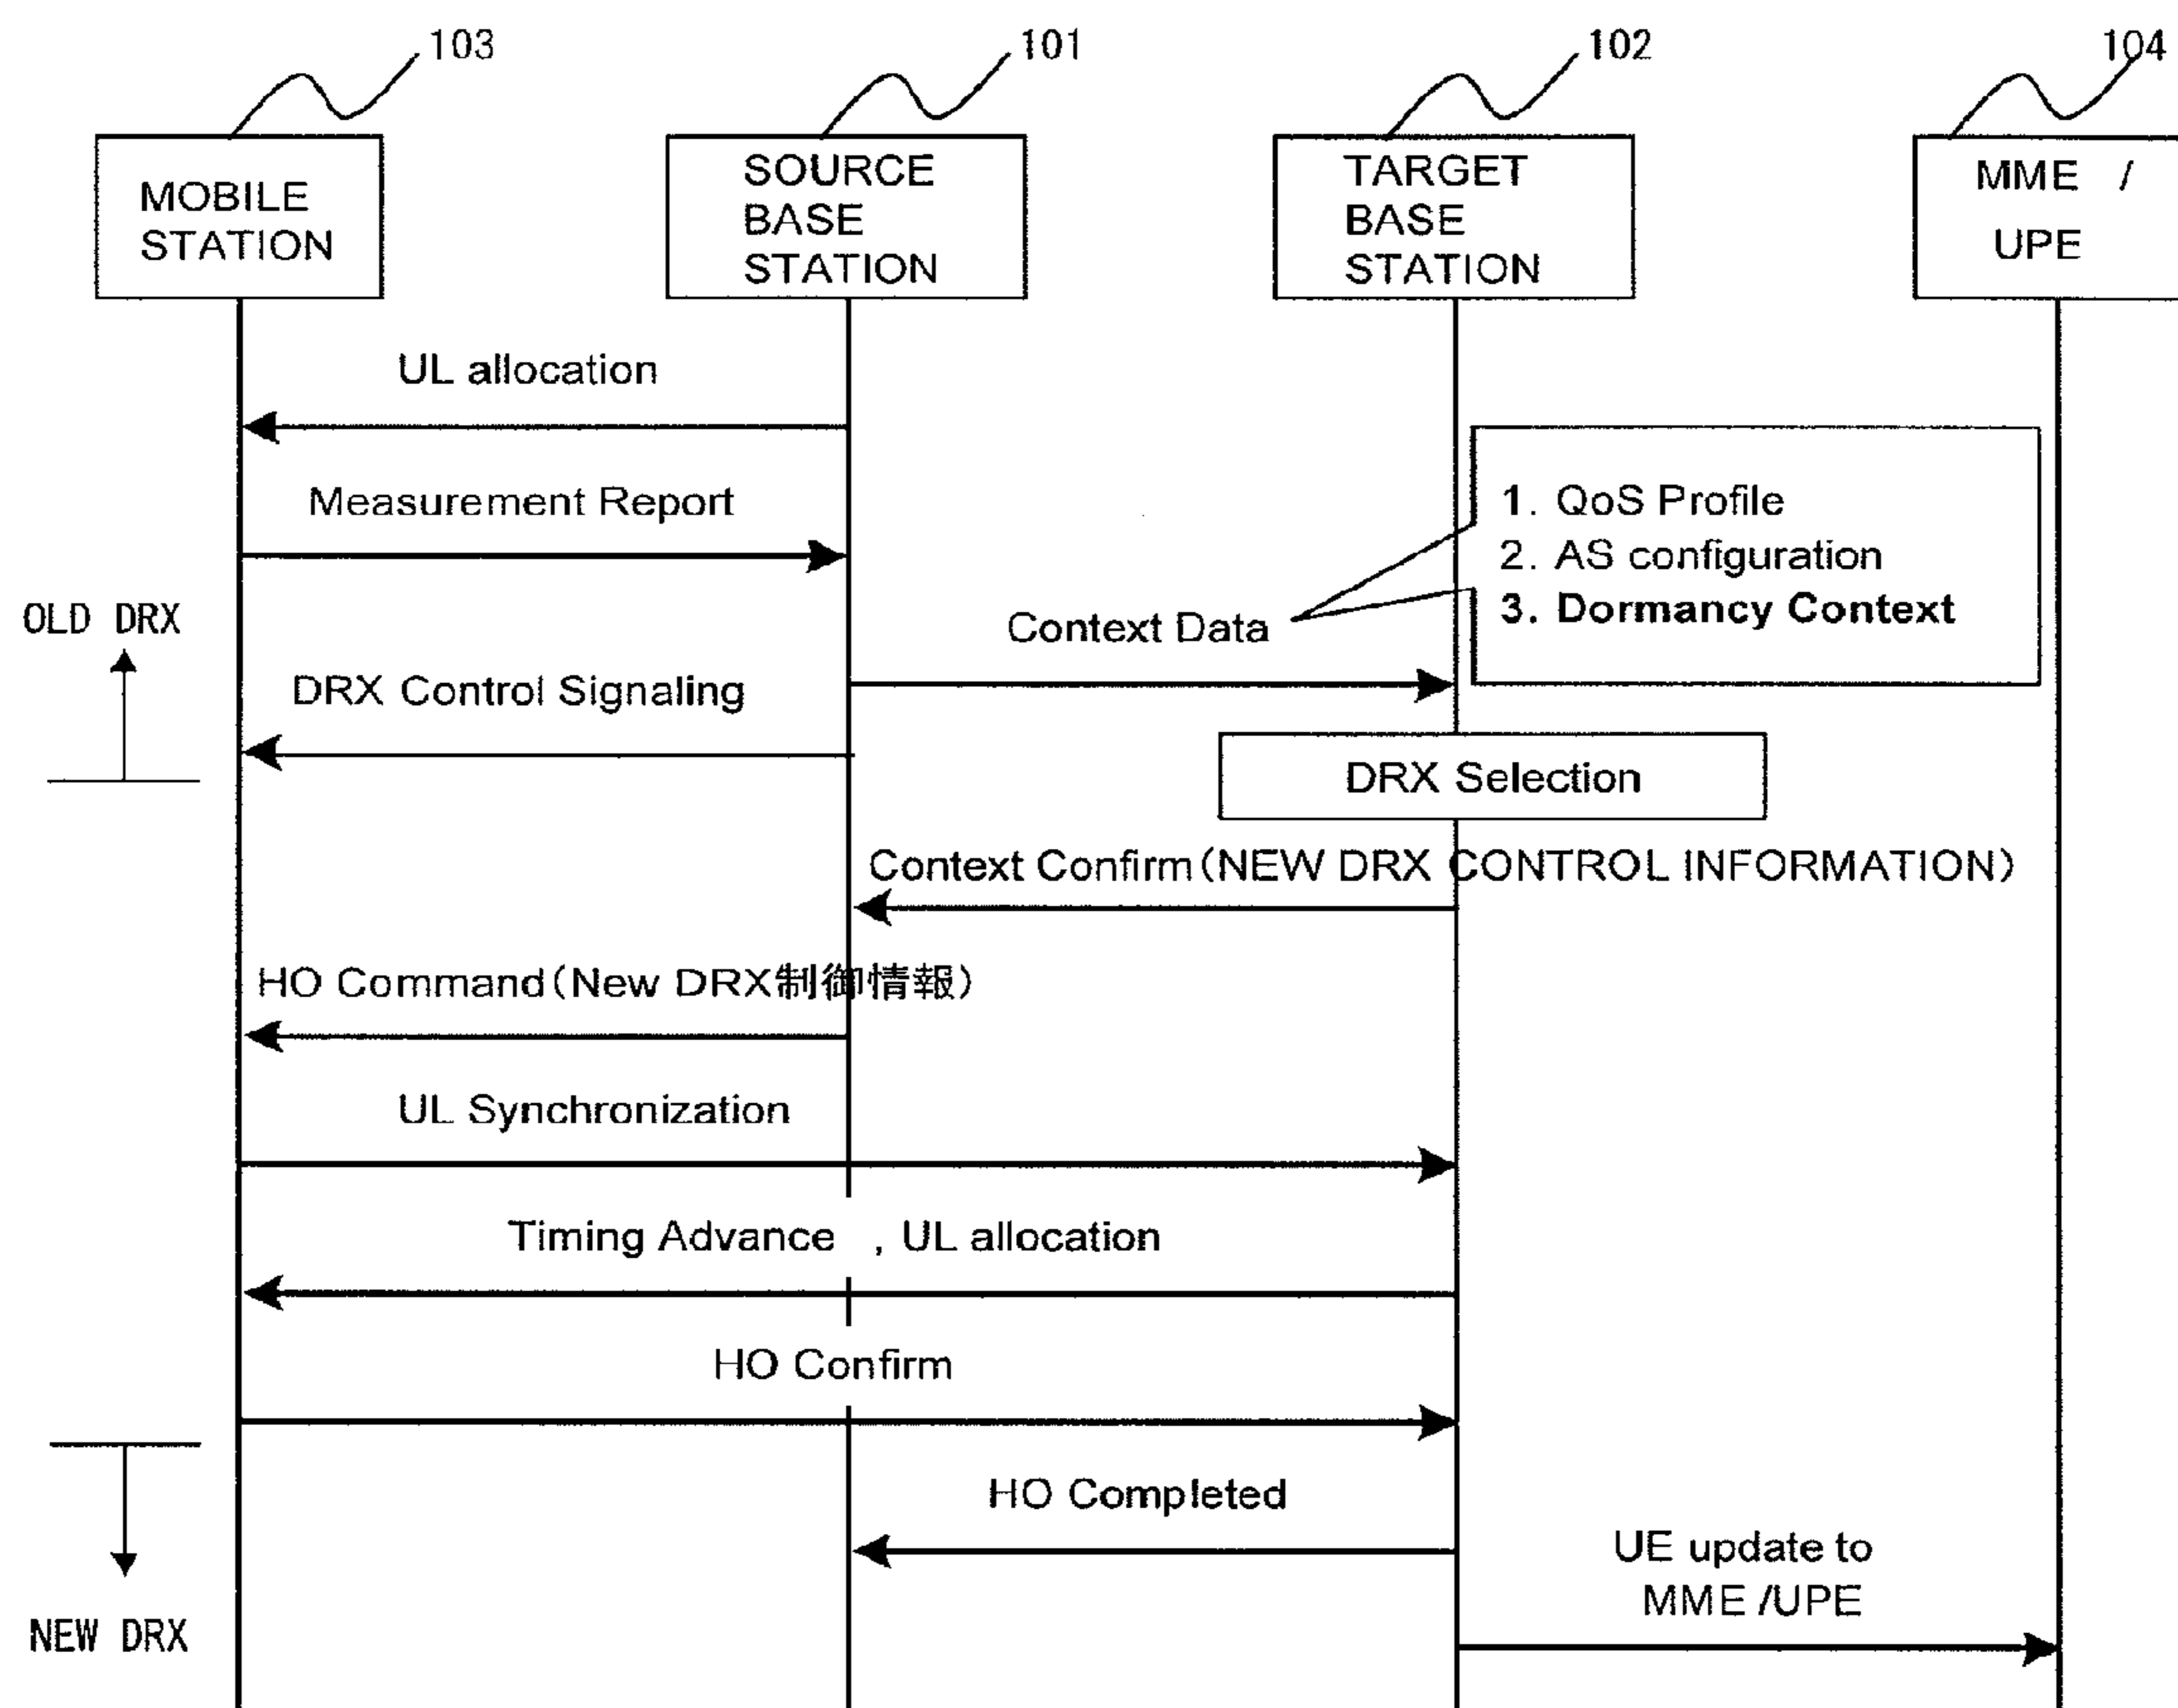 103
101
102
104
MOBILE
STATION
SOURCE
BASE
STATION
TARGET
BASE
STATION
MME /
UPE
UL allocation
Measurement Report
1. QoS Profile
2. AS configuration
3. Dormancy Context
OLD DRX
Context Data
DRX Control Signaling
DRX Selection
Context Confirm(NEW DRX CONTROL INFORMATION)
HO Command(New DRX制御情報)
UL Synchronization
Timing Advance , UL allocation
HO Confirm
HO Completed
UE update to
MME /UPE
NEW DRX